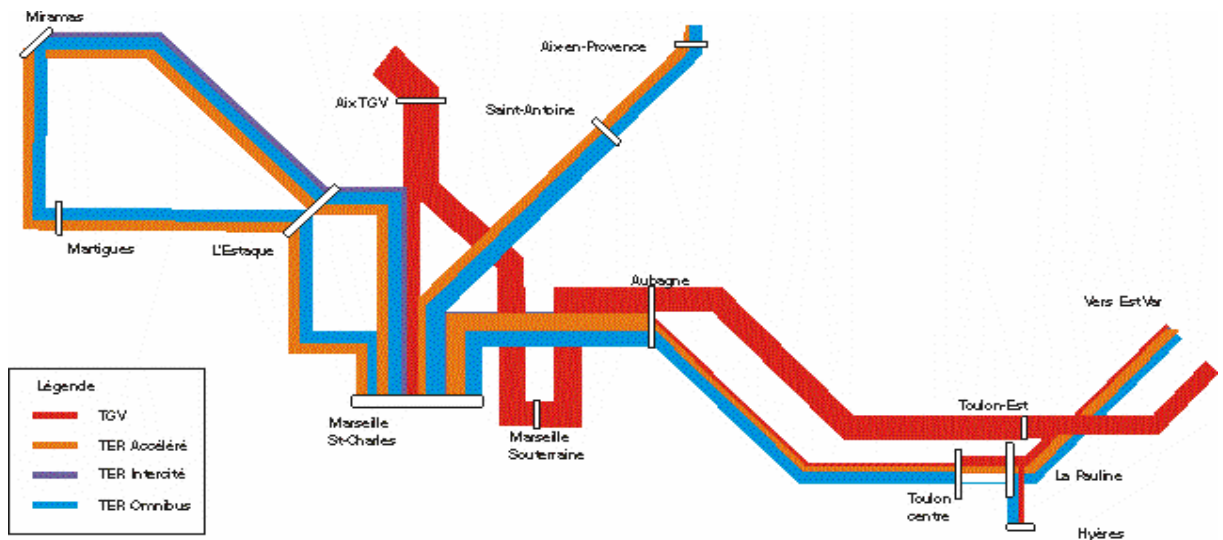 Miramas
Aix-en-Provence
Aix TGV
Saint-Antoine
Martigues
L'Estaque
Aubagne
Vers Est Var
Légende
TGV
TER Accéléré
TER Intercité
TER Omnibus
Marseille
St-Charles
Marseille
Souterraine
Toulon-Est
La Pauline
Toulon
centre
Hyères